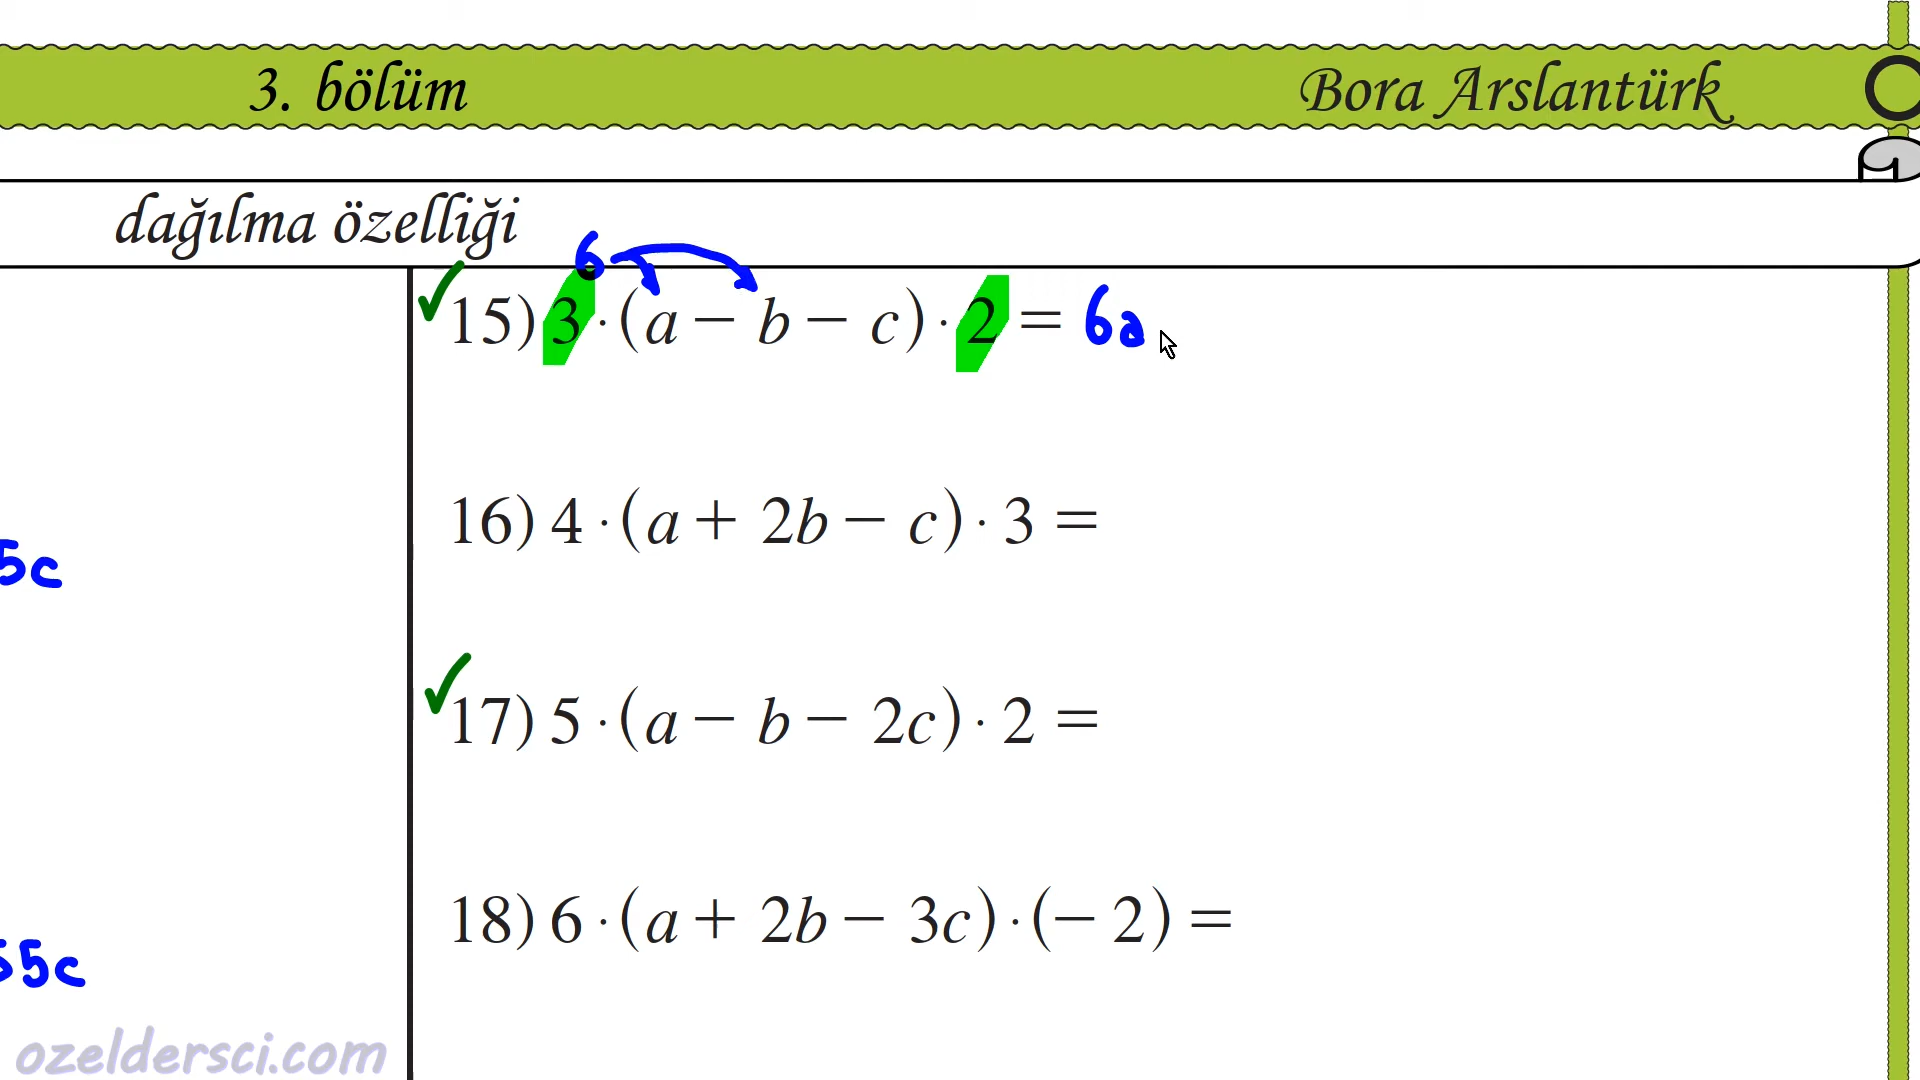 3. bölüm
Bora Arslantürk
dağılma özelliği
6
15) 3 · (a − b − c) · 2 = 6a
16) 4 · (a + 2b − c) · 3 =
5c
17) 5 · (a − b − 2c) · 2 =
18) 6 · (a + 2b − 3c) · (− 2) =
55c
ozeldersci.com